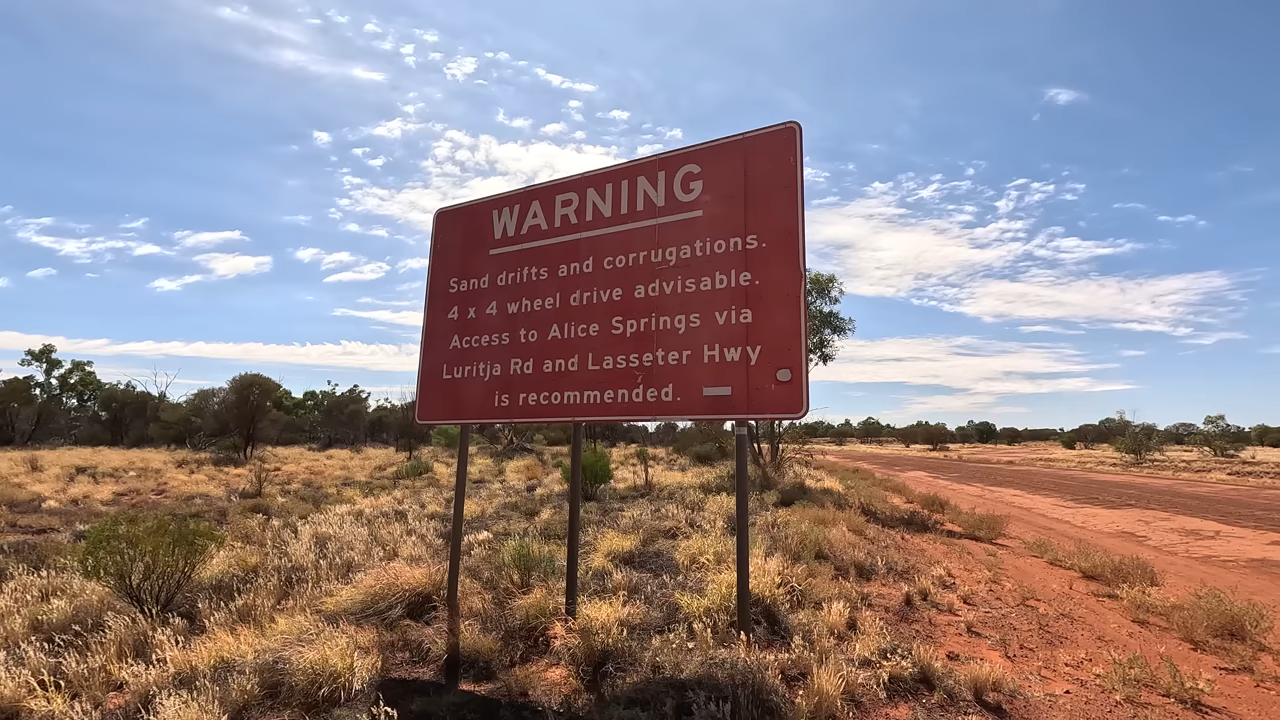 WARNING
Sand drifts and corrugations.
4 x 4 wheel drive advisable.
Access to Alice Springs via
Luritja Rd and Lasseter Hwy
is recommended.